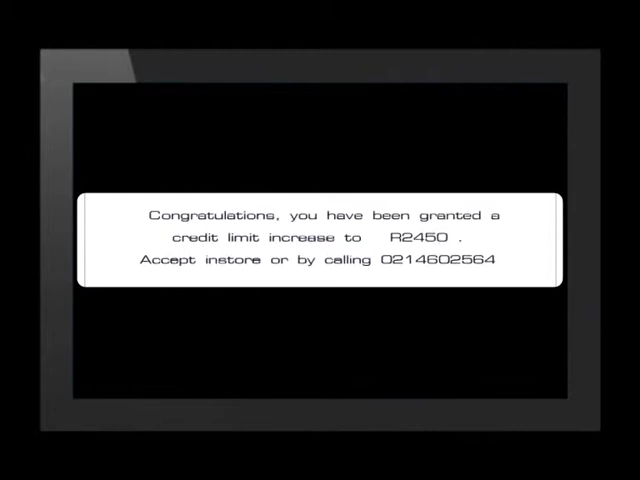 Congratulations, you have been granted a
credit limit increase to R2450 .
Accept instore or by calling 0214602564